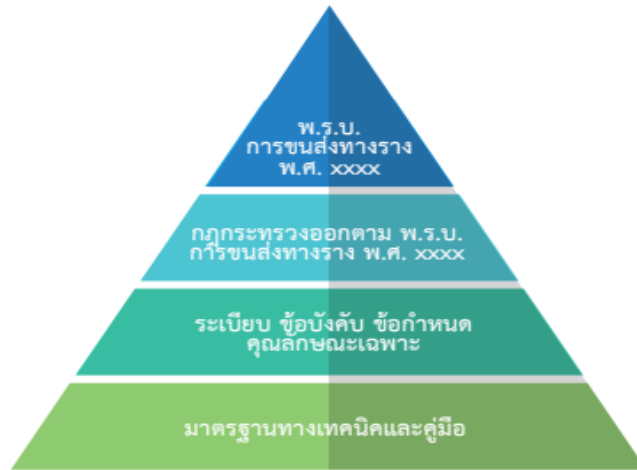 พ.ร.บ.
การขนส่งทางราง
พ.ศ. xxxx
กฎกระทรวงออกตาม พ.ร.บ.
การขนส่งทางราง พ.ศ. xxxx
ระเบียบ ข้อบังคับ ข้อกำหนด
คุณลักษณะเฉพาะ
มาตรฐานทางเทคนิคและคู่มือ